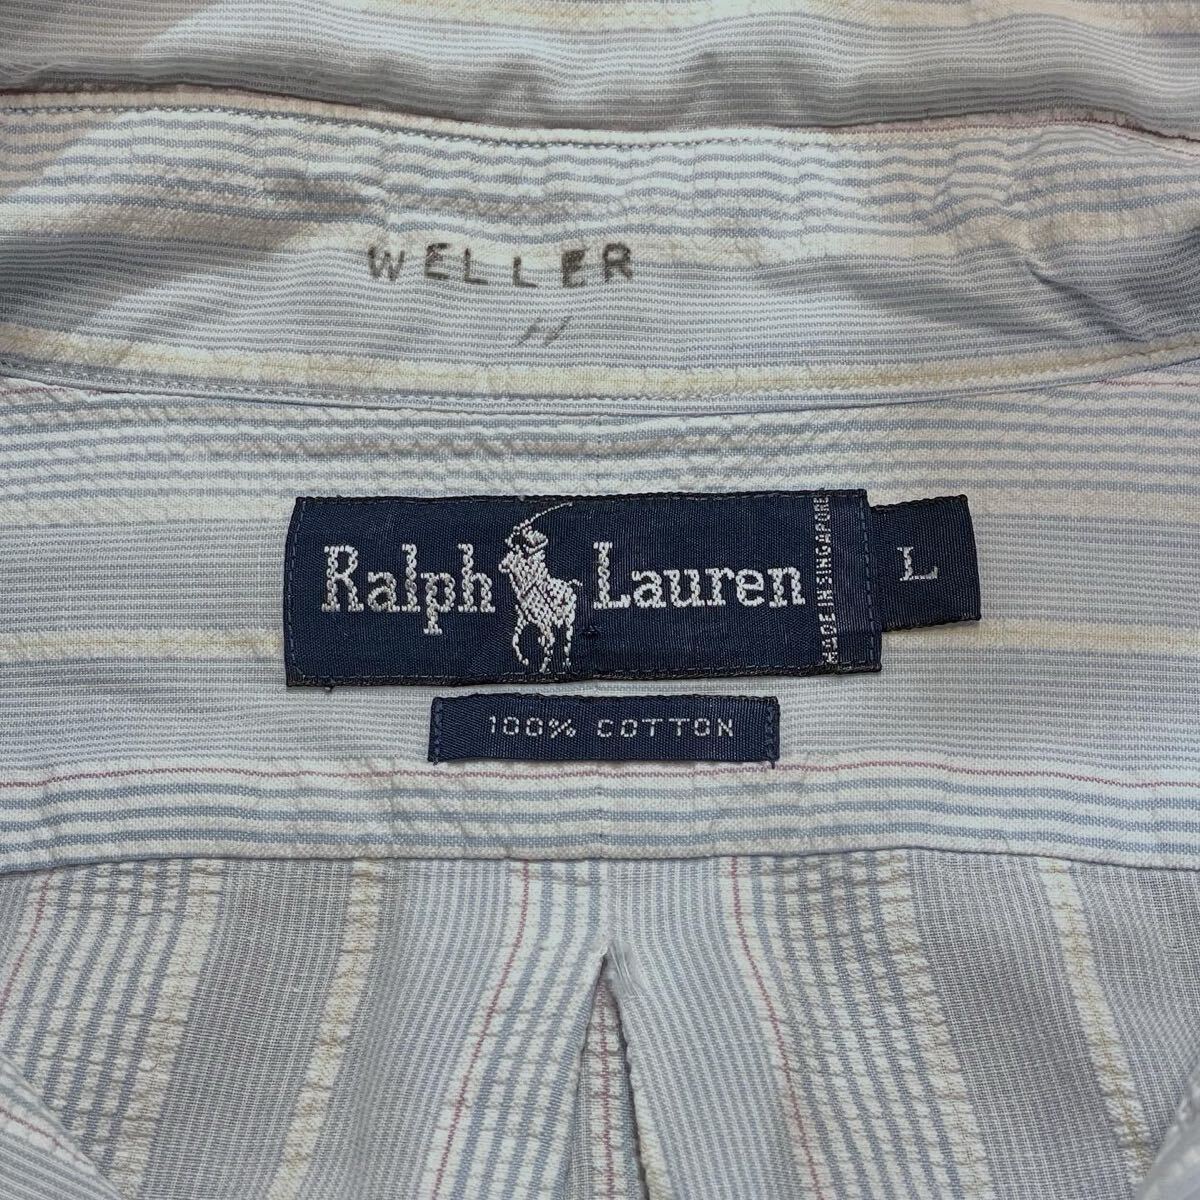 WELLER
Ralph Lauren
MADE IN SINGAPORE
L
100% COTTON